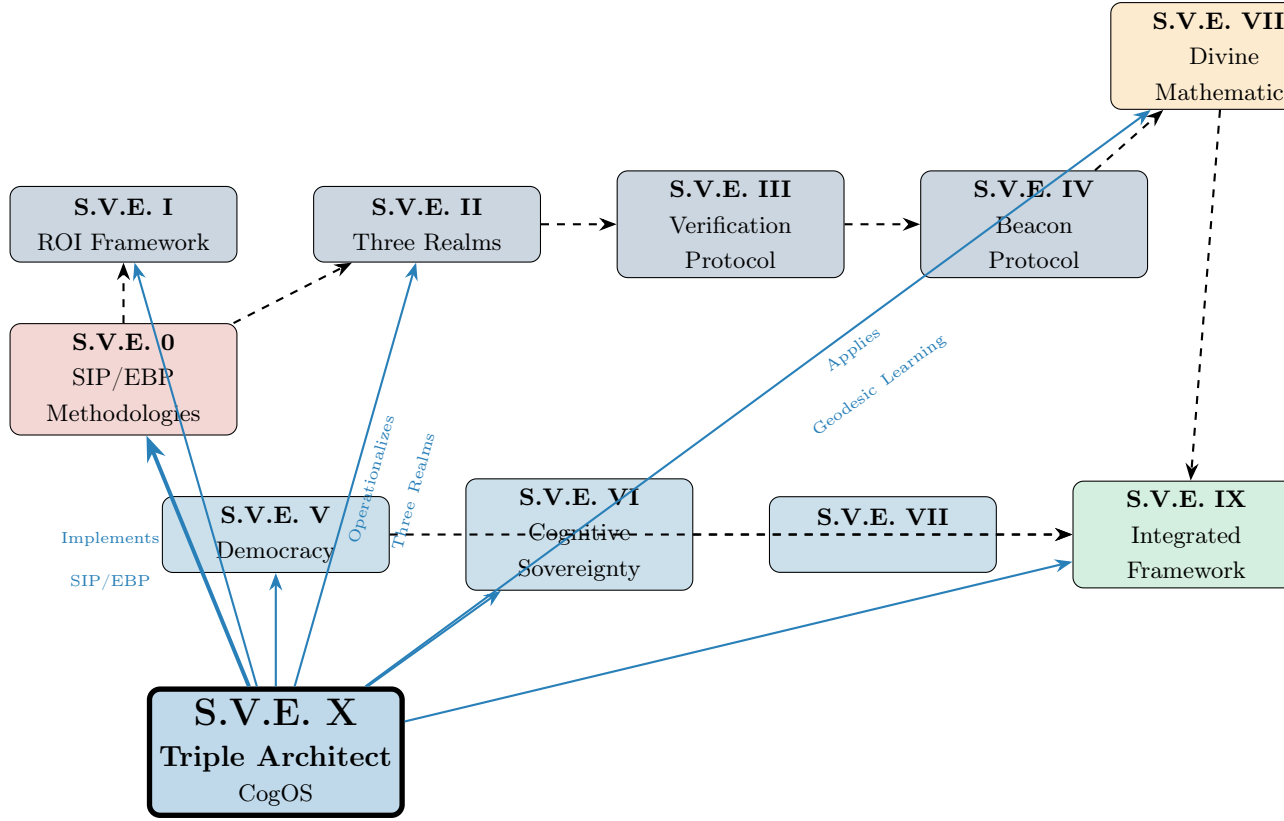 S.V.E. VII
Divine
Mathematic
S.V.E. I
ROI Framework
S.V.E. II
Three Realms
S.V.E. III
Verification
Protocol
S.V.E. IV
Beacon
Protocol
S.V.E. 0
SIP/EBP
Methodologies
Applies
Geodesic Learning
Operationalizes
Three Realms
Implements
SIP/EBP
S.V.E. V
Democracy
S.V.E. VI
Cognitive
Sovereignty
S.V.E. VII
S.V.E. IX
Integrated
Framework
S.V.E. X
Triple Architect
CogOS